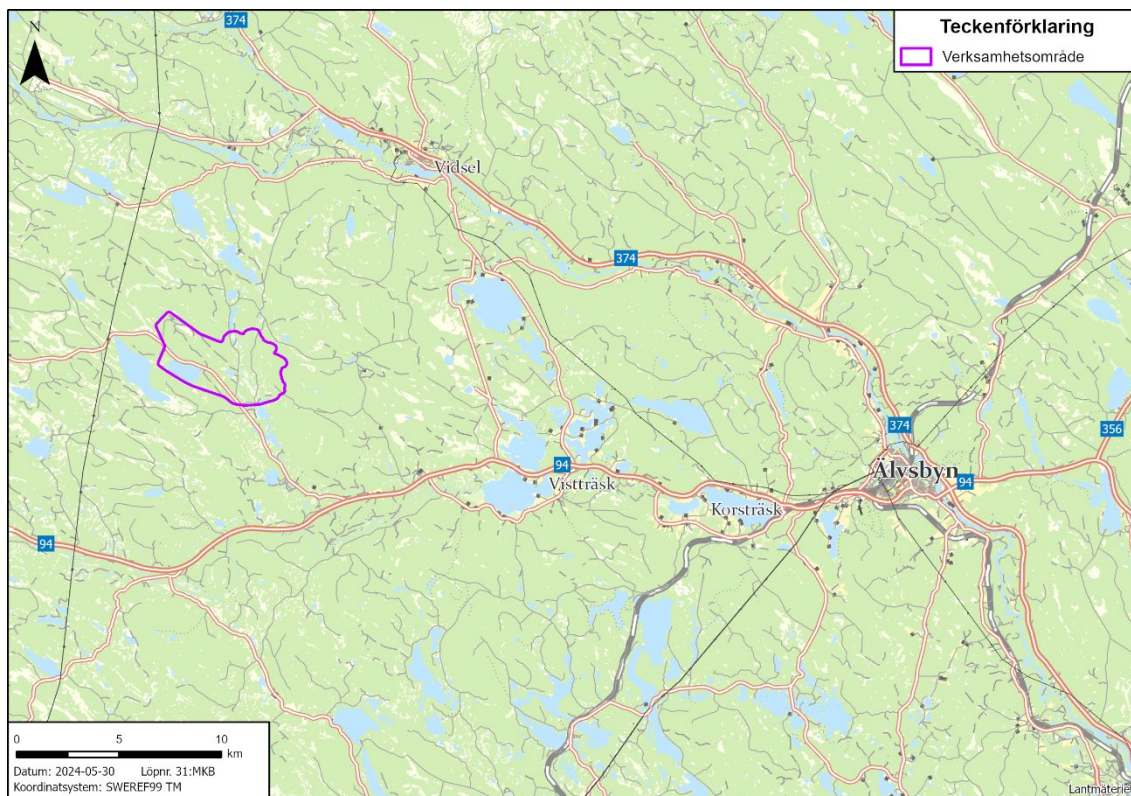 374
N
Teckenförklaring
Verksamhetsområde
Vidsel
374
374
356
94
Vistträsk
Älvsbyn
94
Korsträsk
94
0 5 10
km
Datum: 2024-05-30 Löpnr. 31:MKB
Koordinatsystem: SWEREF99 TM
Lantmäteriet